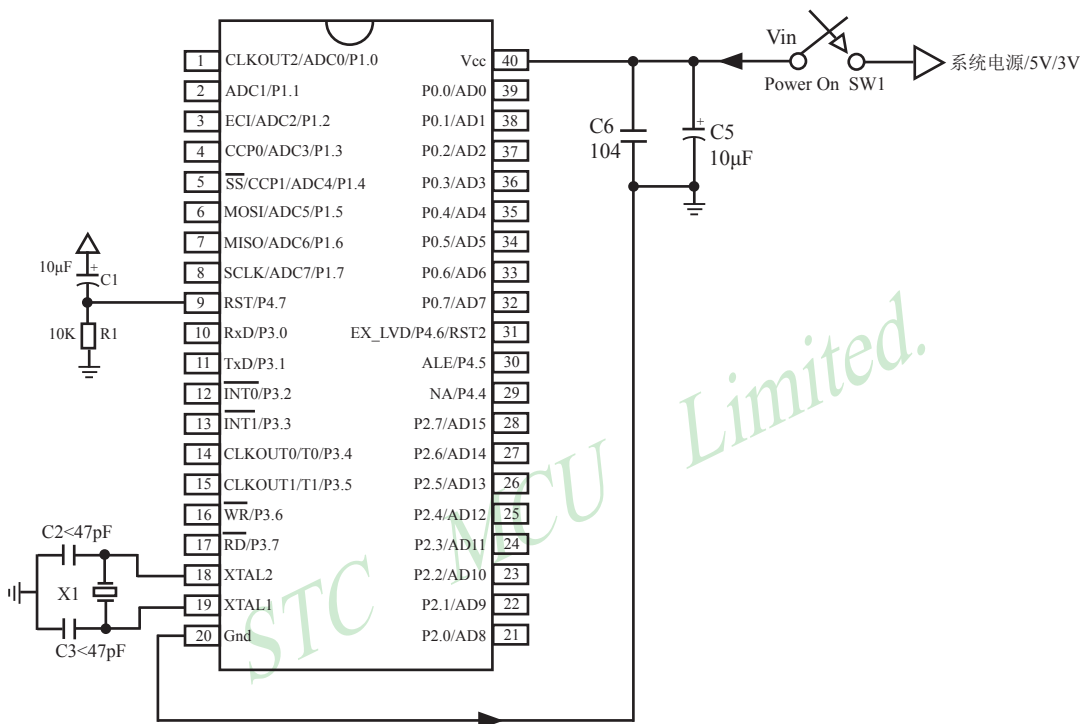 1 CLKOUT2/ADC0/P1.0
2 ADC1/P1.1
3 ECI/ADC2/P1.2
4 CCP0/ADC3/P1.3
5 SS/CCP1/ADC4/P1.4
6 MOSI/ADC5/P1.5
7 MISO/ADC6/P1.6
8 SCLK/ADC7/P1.7
9 RST/P4.7
10 RxD/P3.0
11 TxD/P3.1
12 INT0/P3.2
13 INT1/P3.3
14 CLKOUT0/T0/P3.4
15 CLKOUT1/T1/P3.5
16 WR/P3.6
17 RD/P3.7
18 XTAL2
19 XTAL1
20 Gnd
Vcc 40
P0.0/AD0 39
P0.1/AD1 38
P0.2/AD2 37
P0.3/AD3 36
P0.4/AD4 35
P0.5/AD5 34
P0.6/AD6 33
P0.7/AD7 32
EX_LVD/P4.6/RST2 31
ALE/P4.5 30
NA/P4.4 29
P2.7/AD15 28
P2.6/AD14 27
P2.5/AD13 26
P2.4/AD12 25
P2.3/AD11 24
P2.2/AD10 23
P2.1/AD9 22
P2.0/AD8 21
10μF
+
C1
10K R1
C2<47pF
X1
C3<47pF
Vin
Power On SW1
系统电源/5V/3V
C6
104
+
C5
10μF
STC MCU Limited.